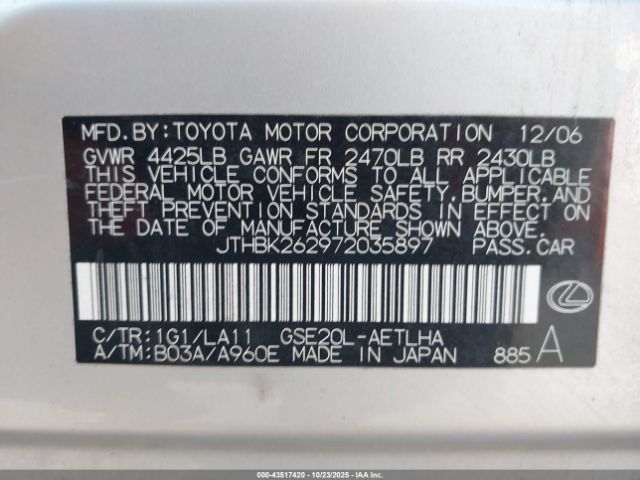 MFD.BY:TOYOTA MOTOR CORPORATION 12/06
GVWR 4425LB GAWR FR 2470LB RR 2430LB
THIS VEHICLE CONFORMS TO ALL APPLICABLE
FEDERAL MOTOR VEHICLE SAFETY,BUMPER,AND
THEFT PREVENTION STANDARDS IN EFFECT ON
THE DATE OF MANUFACTURE SHOWN ABOVE.
JTHBK262972035897 PASS.CAR
C/TR:1G1/LA11 GSE20L-AETLHA
A/TM:B03A/A960E MADE IN JAPAN 885 A
000-43517420 - 10/23/2025 - IAAI.COM